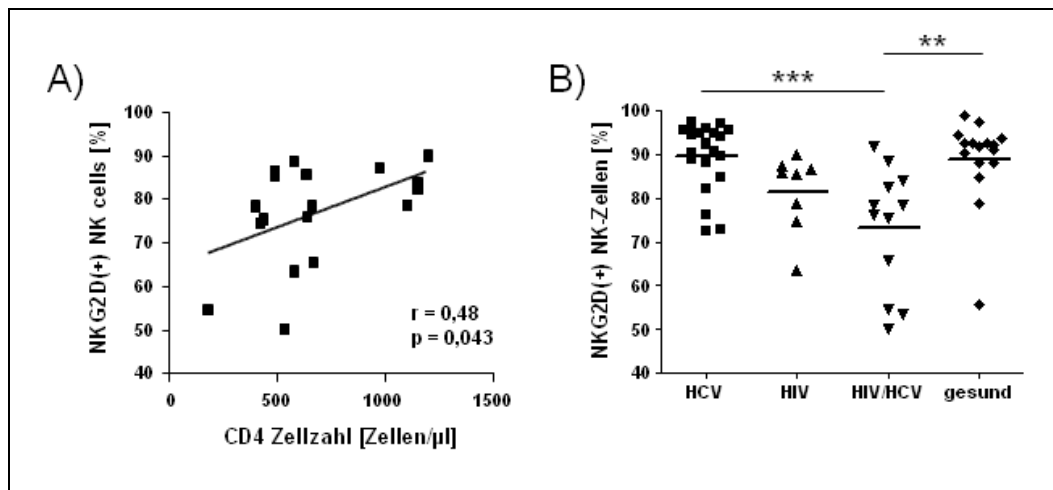 A)
NKG2D(+) NK cells [%]
100
90
80
70
60
50
40
r = 0,48
p = 0,043
0
500
1000
1500
CD4 Zellzahl [Zellen/µl]
B)
***
**
NKG2D(+) NK-Zellen [%]
100
90
80
70
60
50
40
HCV
HIV
HIV/HCV
gesund